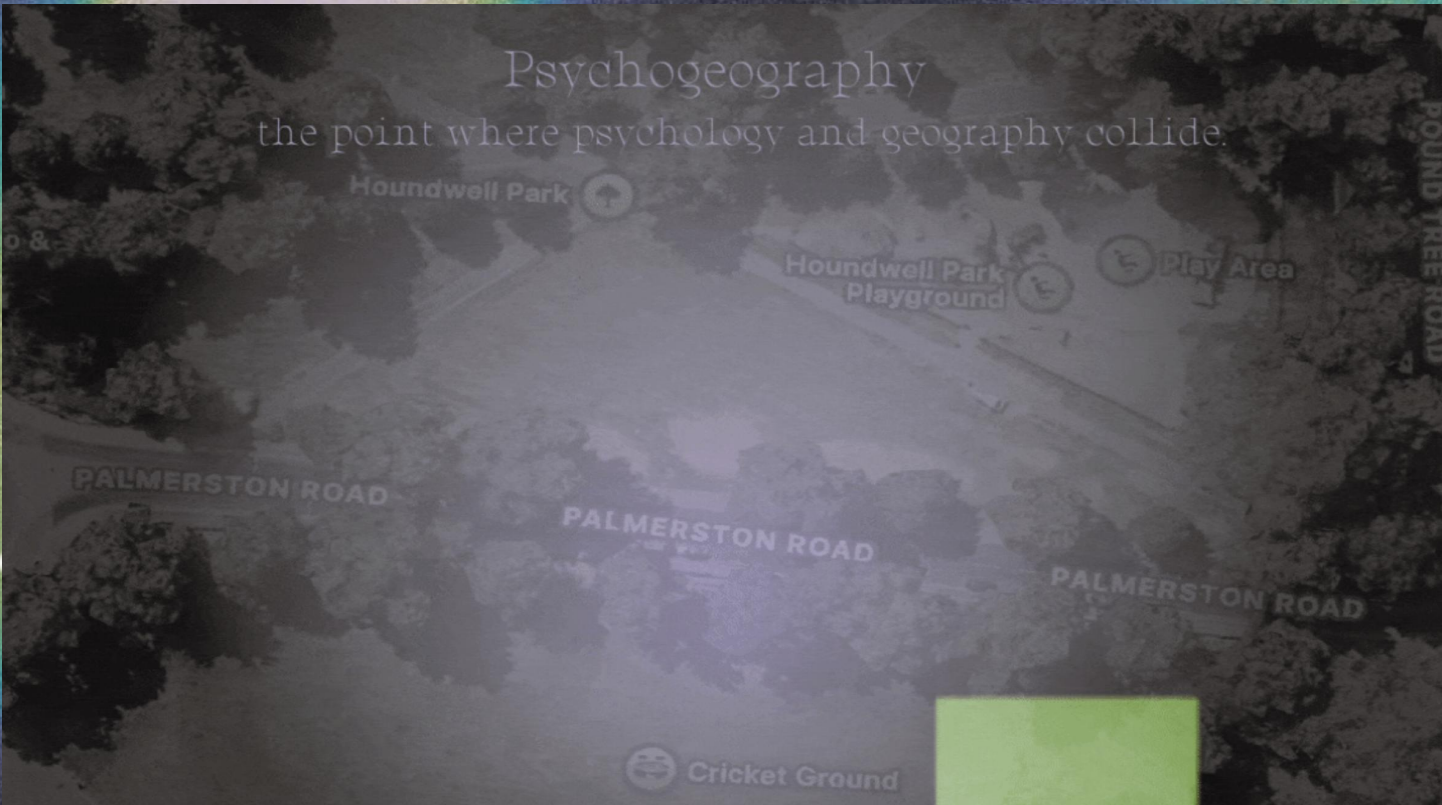 Psychogeography
the point where psychology and geography collide.
Houndwell Park
o &
Houndwell Park
Playground
Play Area
POUND TREE ROAD
PALMERSTON ROAD
PALMERSTON ROAD
PALMERSTON ROAD
Cricket Ground